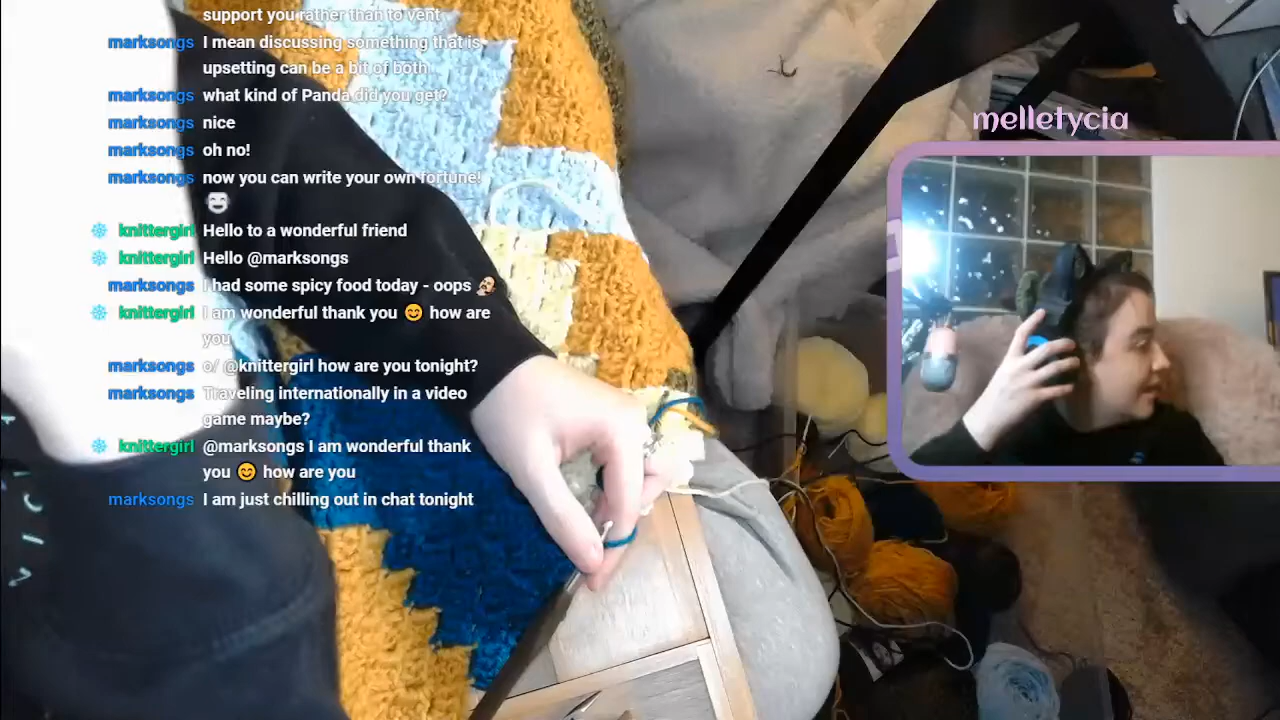 support you rather than to vent
marksongs I mean discussing something that is
upsetting can be a bit of both
marksongs what kind of Panda did you get?
marksongs nice
marksongs oh no!
marksongs now you can write your own fortune!
knittergirl Hello to a wonderful friend
knittergirl Hello @marksongs
marksongs I had some spicy food today - oops
knittergirl I am wonderful thank you 😊 how are
you
marksongs o/ @knittergirl how are you tonight?
marksongs Traveling internationally in a video
game maybe?
knittergirl @marksongs I am wonderful thank
you 😊 how are you
marksongs I am just chilling out in chat tonight
melletycia